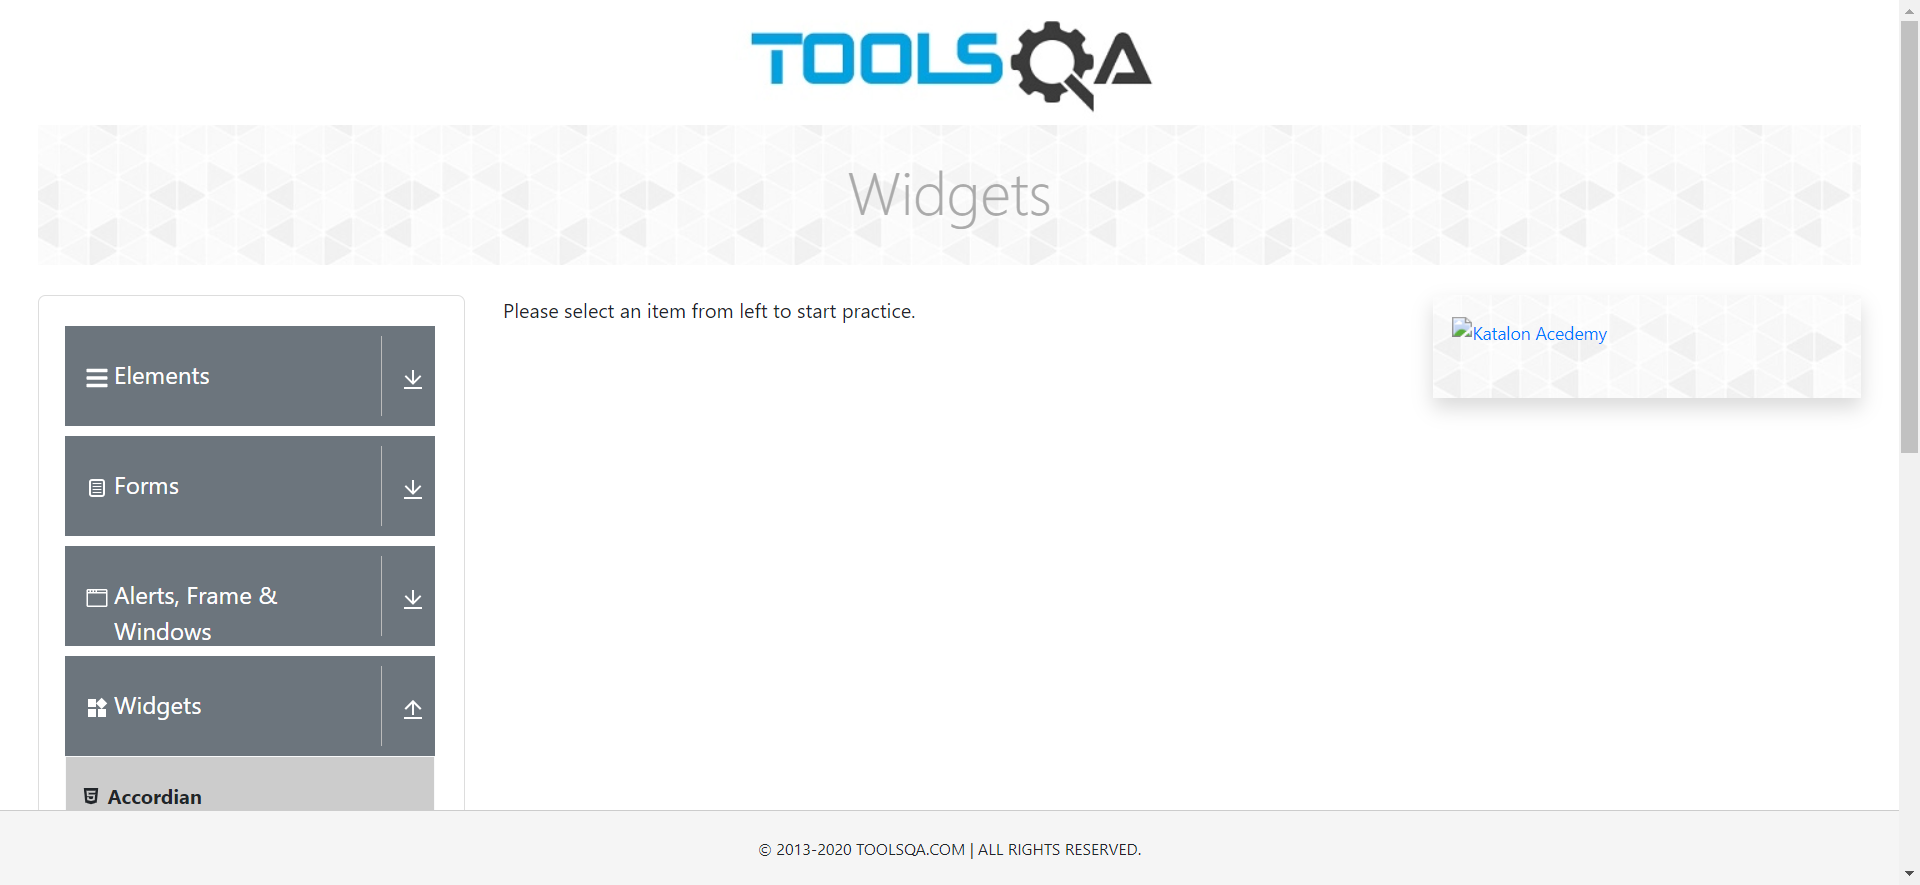 TOOLSQA
Widgets
Please select an item from left to start practice.
Katalon Acedemy
Elements
Forms
Alerts, Frame &
Windows
Widgets
Accordian
© 2013-2020 TOOLSQA.COM | ALL RIGHTS RESERVED.